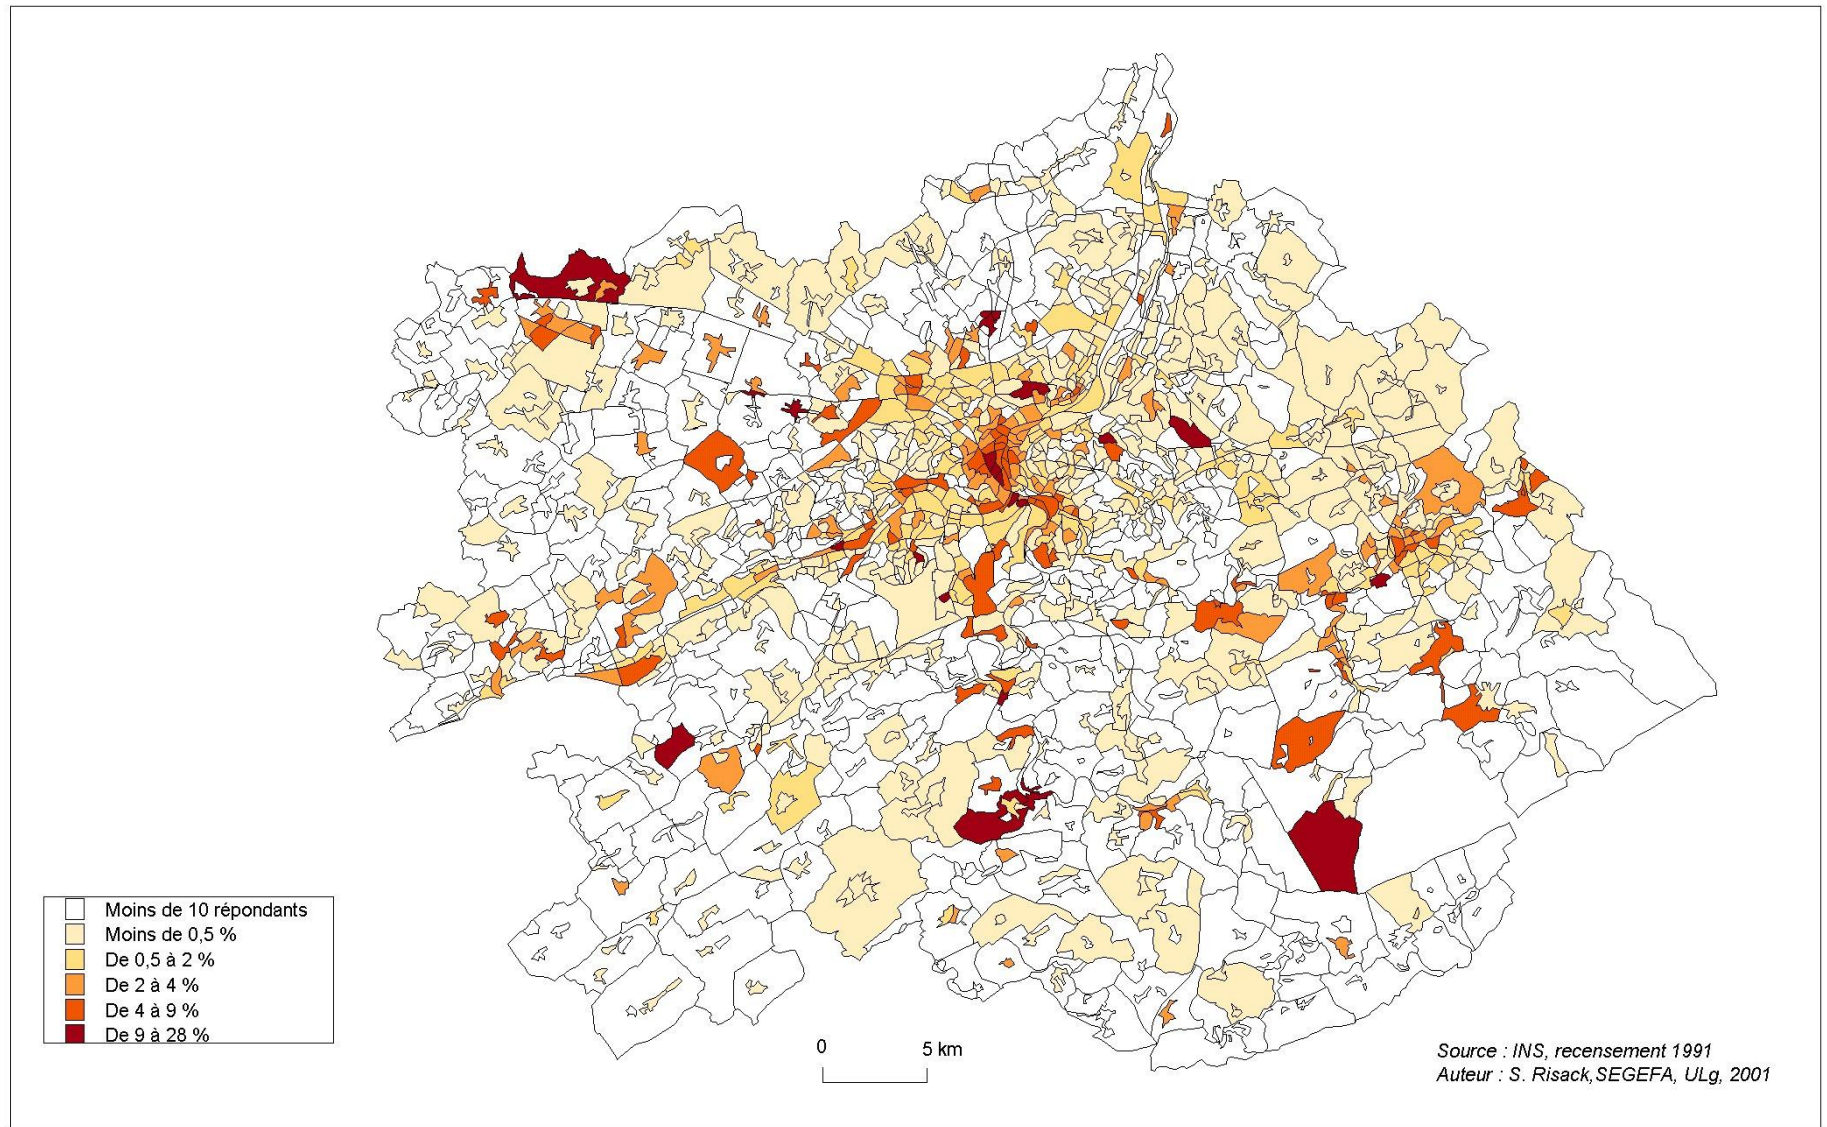 Moins de 10 répondants
Moins de 0,5 %
De 0,5 à 2 %
De 2 à 4 %
De 4 à 9 %
De 9 à 28 %
0 5 km
Source : INS, recensement 1991
Auteur : S. Risack,SEGEFA, ULg, 2001